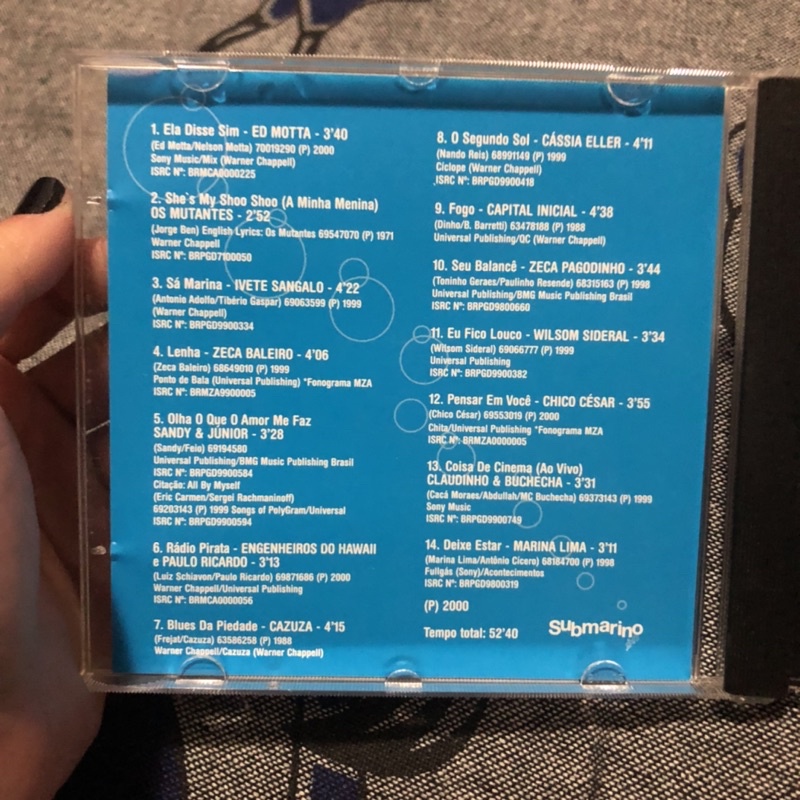 1. Ela Disse Sim - ED MOTTA - 3'40
(Ed Motta/Nelson Motta) 70019290 (P) 2000
Sony Music/Mix (Warner Chappell)
ISRC Nº: BRMCA0000225
2. She's My Shoo Shoo (A Minha Menina)
OS MUTANTES - 2'52
(Jorge Ben) English Lyrics: Os Mutantes 69547070 (P) 1971
Warner Chappell
ISRC Nº: BRPGD7100050
3. Sá Marina - IVETE SANGALO - 4'22
(Antonio Adolfo/Tibério Gaspar) 69063599 (P) 1999
(Warner Chappell)
ISRC Nº: BRPGD9900334
4. Lenha - ZECA BALEIRO - 4'06
(Zeca Baleiro) 68649010 (P) 1999
Ponto de Bala (Universal Publishing) *Fonograma MZA
ISRC Nº: BRMZA9900005
5. Olha O Que O Amor Me Faz
SANDY & JÚNIOR - 3'28
(Sandy/Feio) 69194580
Universal Publishing/BMG Music Publishing Brasil
ISRC Nº: BRPGD9900584
Citação: All By Myself
(Eric Carmen/Sergei Rachmaninoff)
69203143 (P) 1999 Songs of PolyGram/Universal
ISRC Nº: BRPGD9900594
6. Rádio Pirata - ENGENHEIROS DO HAWAII
e PAULO RICARDO - 3'13
(Luiz Schiavon/Paulo Ricardo) 69871686 (P) 2000
Warner Chappell/Universal Publishing
ISRC Nº: BRMCA0000056
7. Blues Da Piedade - CAZUZA - 4'15
(Frejat/Cazuza) 63586258 (P) 1988
Warner Chappell/Cazuza (Warner Chappell)
8. O Segundo Sol - CÁSSIA ELLER - 4'11
(Nando Reis) 68991149 (P) 1999
Ciclope (Warner Chappell)
ISRC Nº: BRPGD9900418
9. Fogo - CAPITAL INICIAL - 4'38
(Dinho/B. Barretti) 63478188 (P) 1988
Universal Publishing/QC (Warner Chappell)
10. Seu Balancê - ZECA PAGODINHO - 3'44
(Toninho Geraes/Paulinho Resende) 68315163 (P) 1998
Universal Publishing/BMG Music Publishing Brasil
ISRC Nº: BRPGD9800660
11. Eu Fico Louco - WILSOM SIDERAL - 3'34
(Wilsom Sideral) 69066777 (P) 1999
Universal Publishing
ISRC Nº: BRPGD9900382
12. Pensar Em Você - CHICO CÉSAR - 3'55
(Chico César) 69553019 (P) 2000
Chita/Universal Publishing *Fonograma MZA
ISRC Nº: BRMZA0000005
13. Coisa De Cinema (Ao Vivo)
CLAUDINHO & BUCHECHA - 3'31
(Cacá Moraes/Abdullah/MC Buchecha) 69373143 (P) 1999
Sony Music
ISRC Nº: BRPGD9900749
14. Deixe Estar - MARINA LIMA - 3'11
(Marina Lima/Antônio Cícero) 68184700 (P) 1998
Fullgás (Sony)/Acontecimentos
ISRC Nº: BRPGD9800319
(P) 2000
Tempo total: 52'40
Submarino